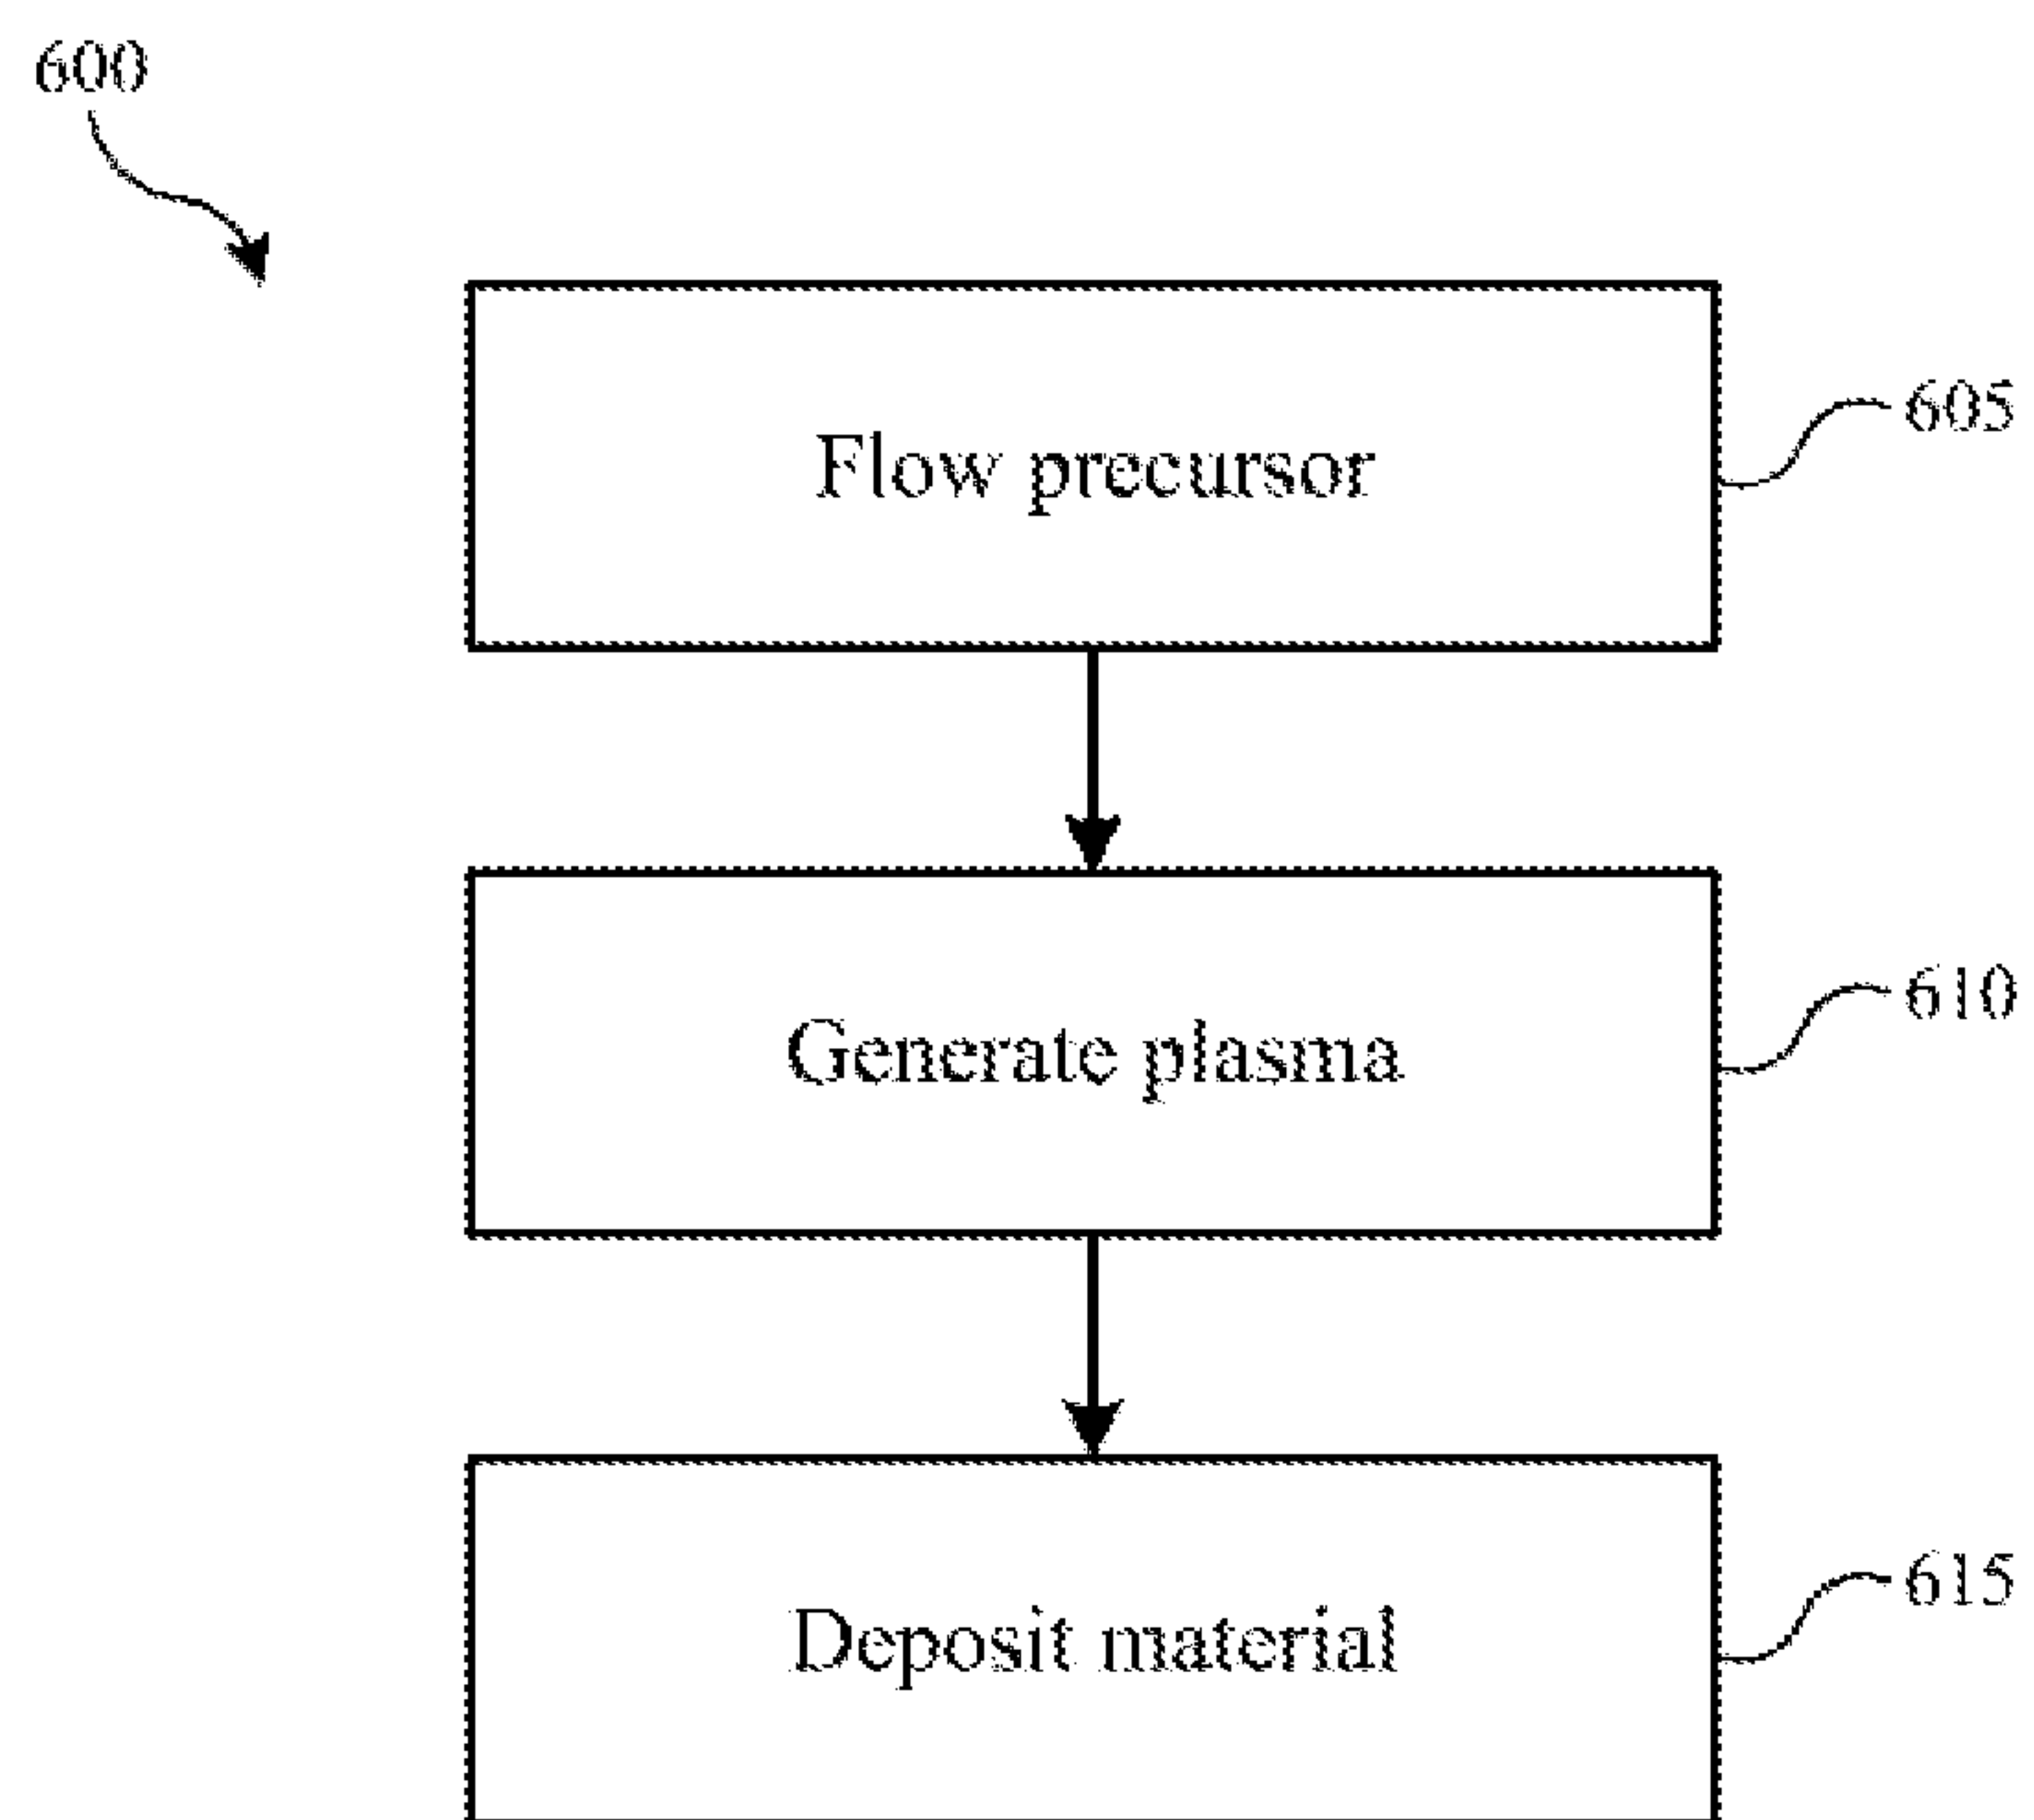 600
Flow precursor
605
Generate plasma
610
Deposit material
615